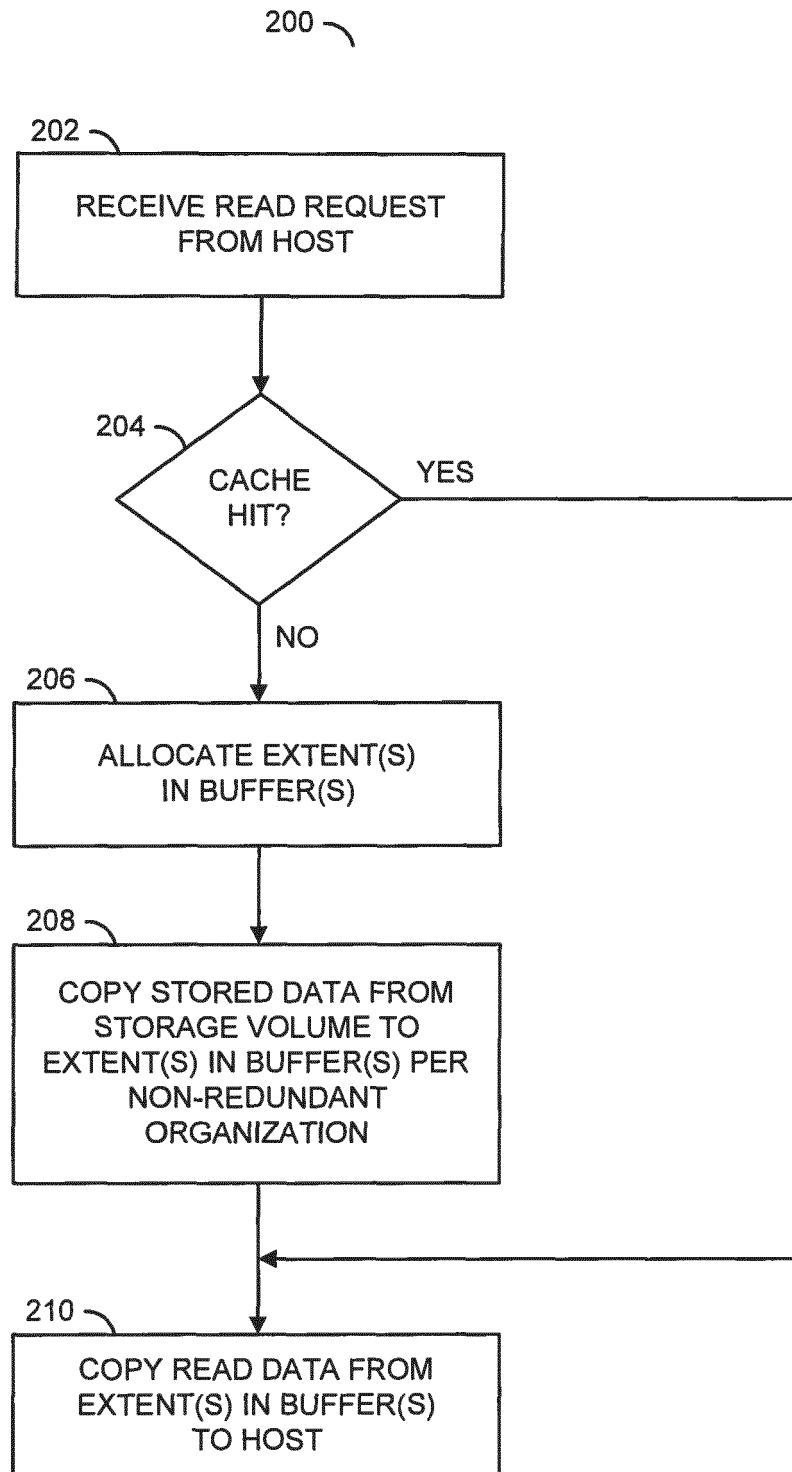 200
202
RECEIVE READ REQUEST
FROM HOST
204
CACHE
HIT?
YES
NO
206
ALLOCATE EXTENT(S)
IN BUFFER(S)
208
COPY STORED DATA FROM
STORAGE VOLUME TO
EXTENT(S) IN BUFFER(S) PER
NON-REDUNDANT
ORGANIZATION
210
COPY READ DATA FROM
EXTENT(S) IN BUFFER(S)
TO HOST